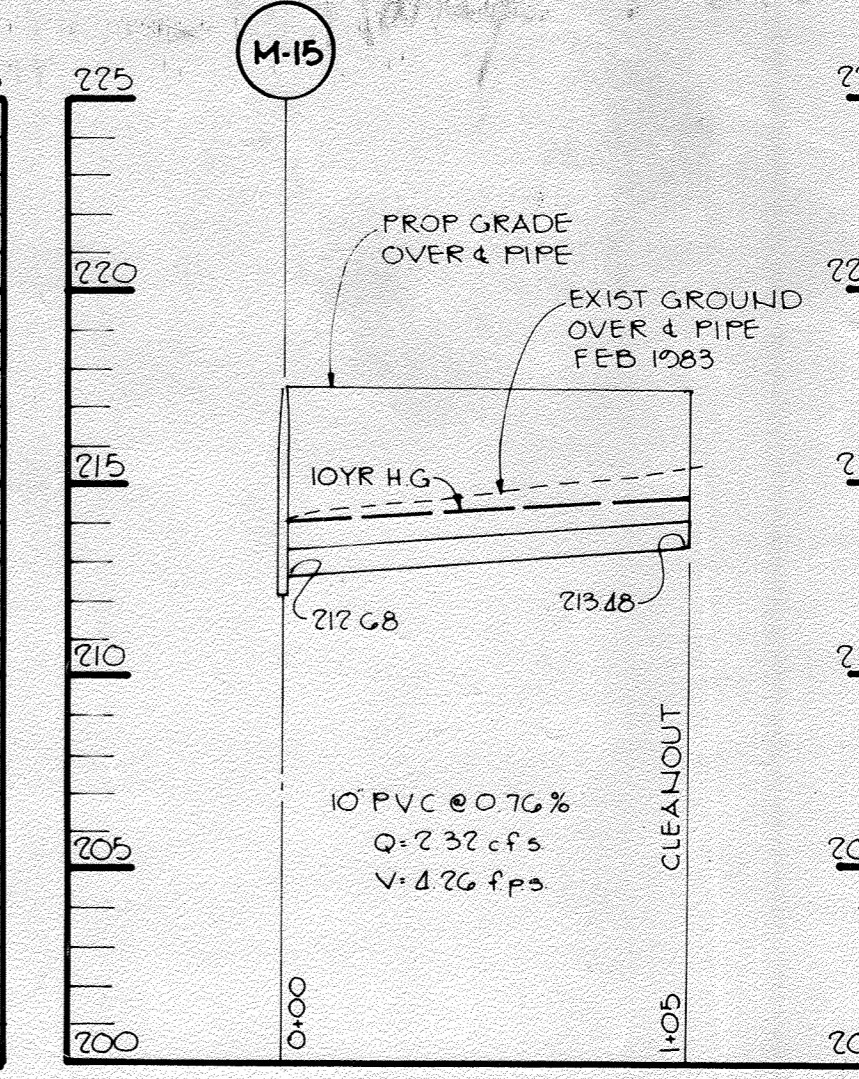 M-15
225
220
215
210
205
200
PROP GRADE
OVER ℄ PIPE
EXIST GROUND
OVER ℄ PIPE
FEB 1983
10YR H.G
212.68
213.48
10" PVC @ 0.76%
Q=2.32 cfs
V=4.26 fps
CLEANOUT
0+00
1+05